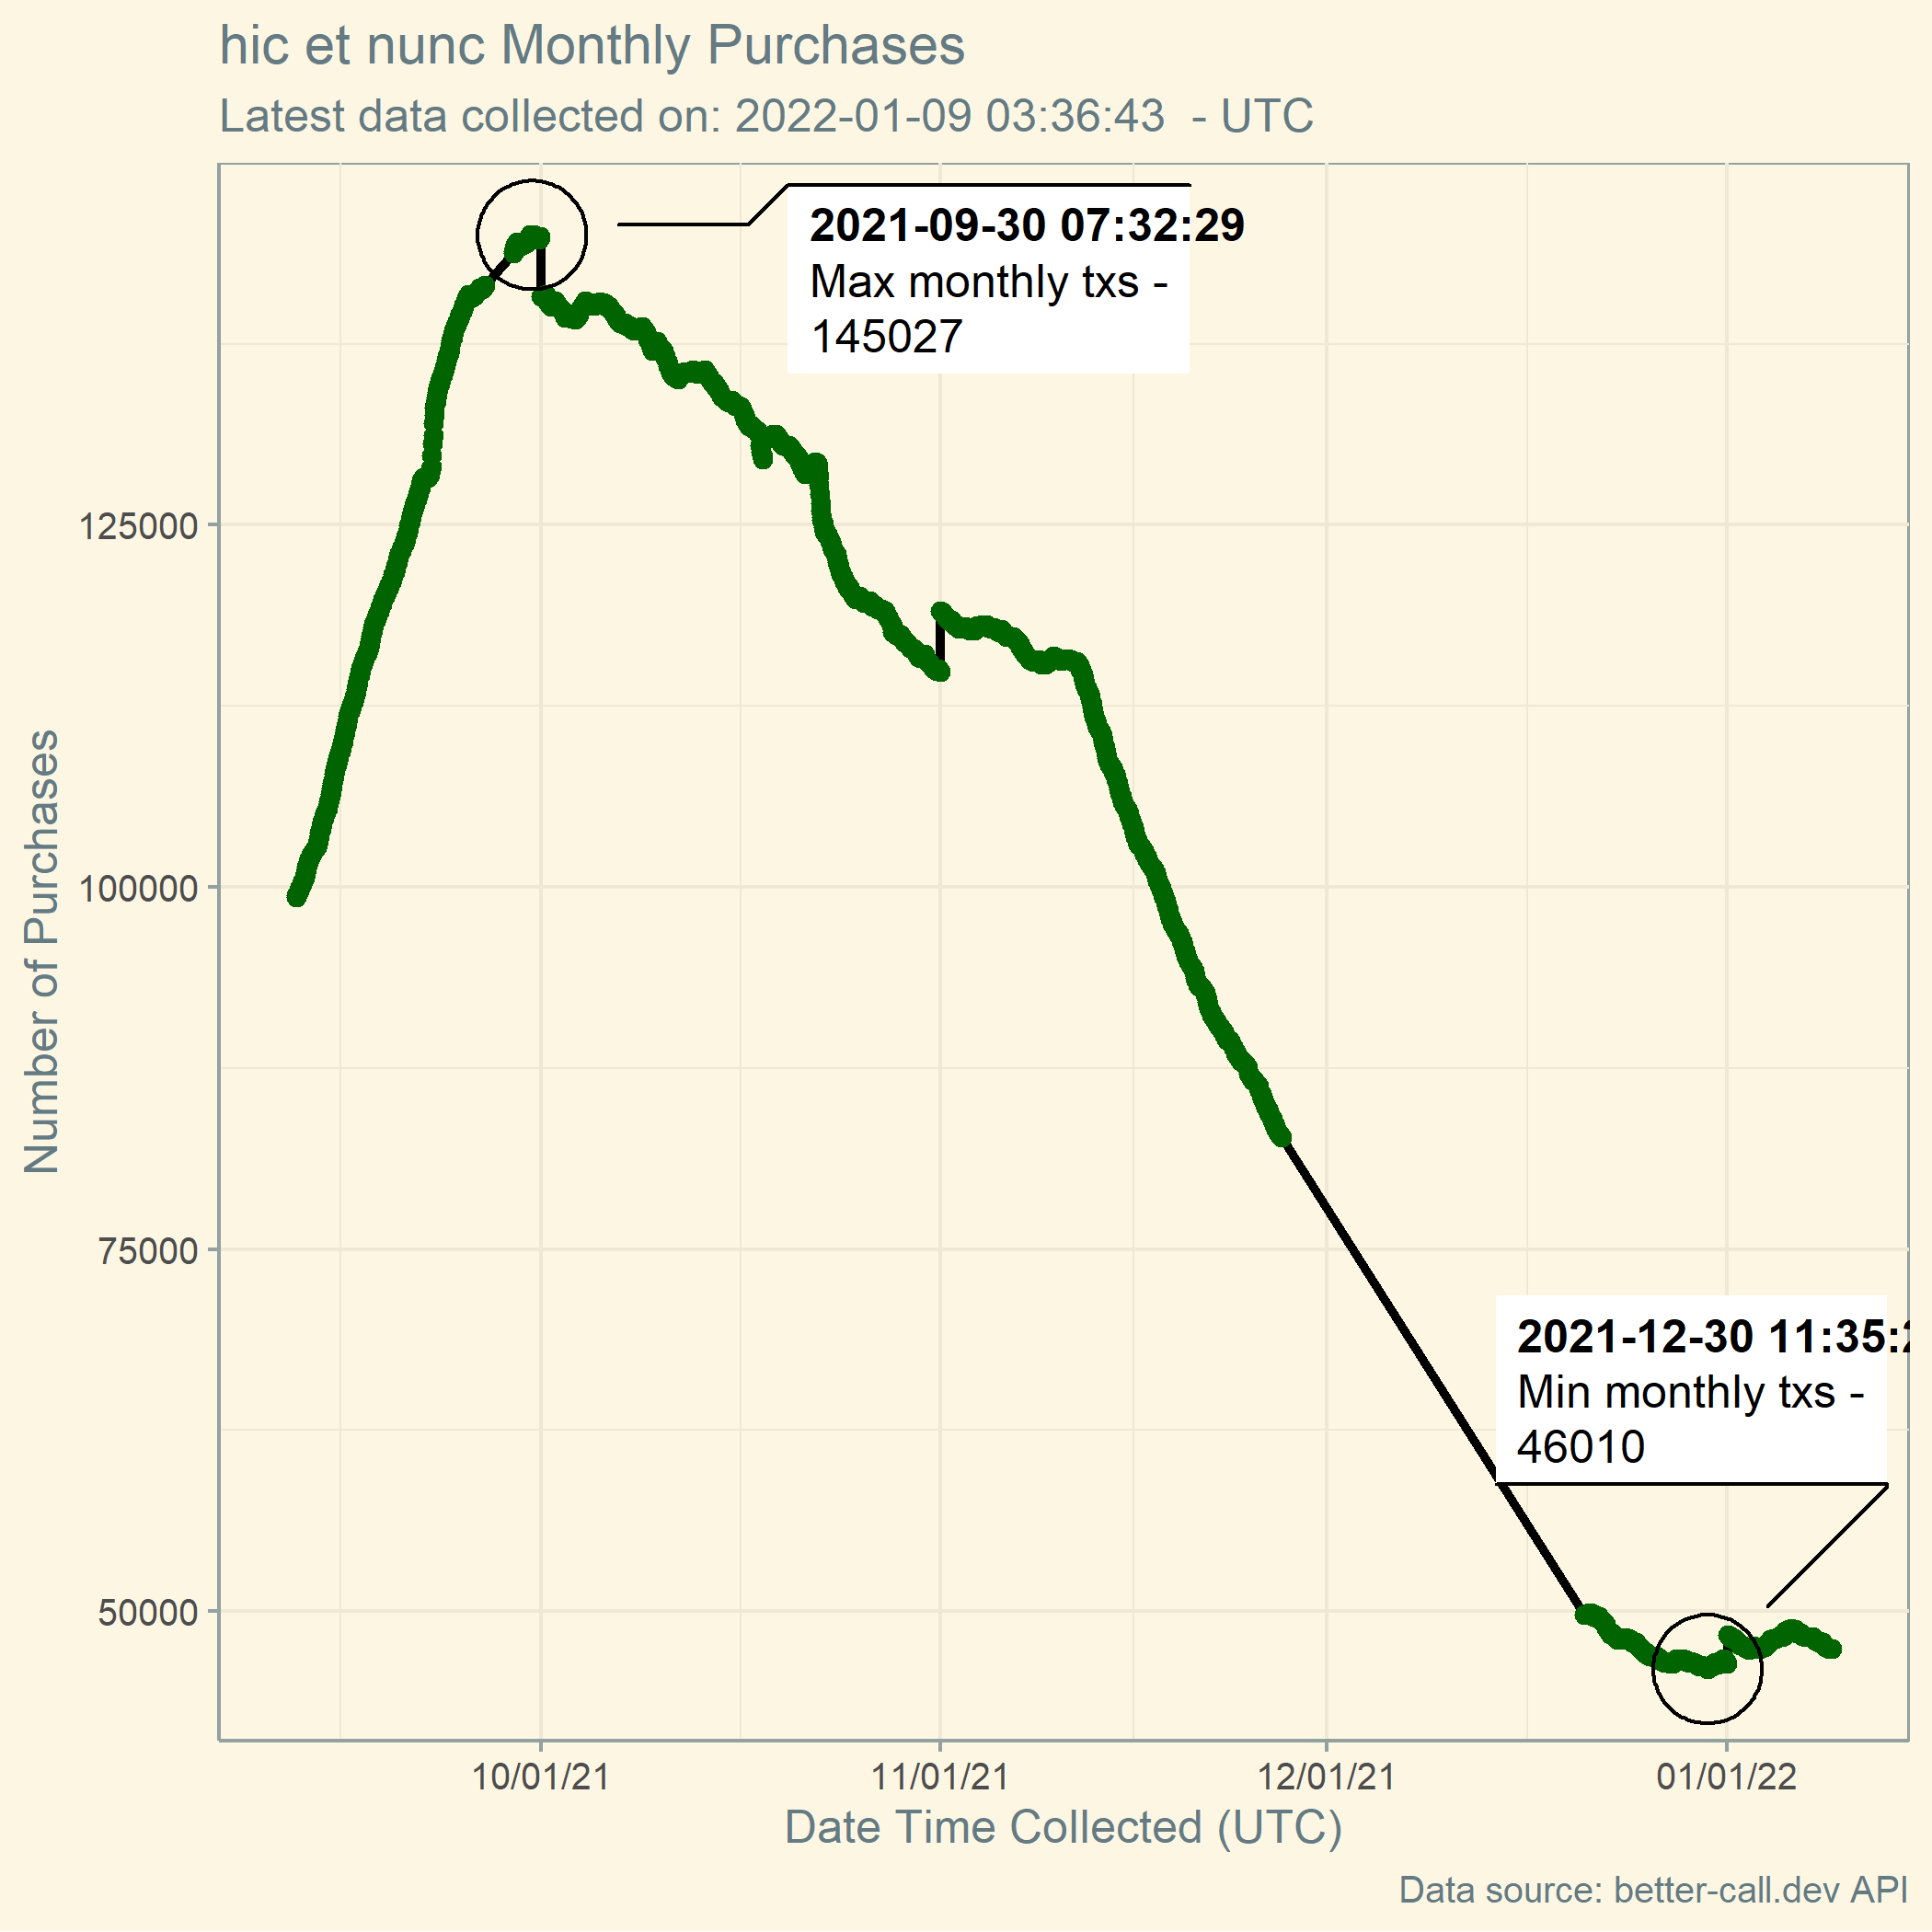 hic et nunc Monthly Purchases
Latest data collected on: 2022-01-09 03:36:43 - UTC
2021-09-30 07:32:29
Max monthly txs -
145027
Number of Purchases
125000
100000
75000
50000
2021-12-30 11:35:
Min monthly txs -
46010
10/01/21
11/01/21
12/01/21
01/01/22
Date Time Collected (UTC)
Data source: better-call.dev API